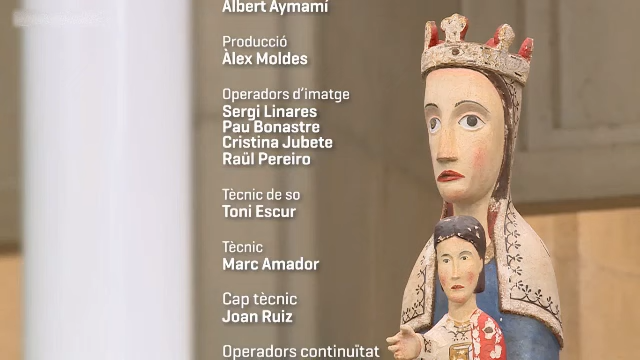 Albert Aymamí
Producció
Àlex Moldes
Operadors d'imatge
Sergi Linares
Pau Bonastre
Cristina Jubete
Raül Pereiro
Tècnic de so
Toni Escur
Tècnic
Marc Amador
Cap tècnic
Joan Ruiz
Operadors continuïtat